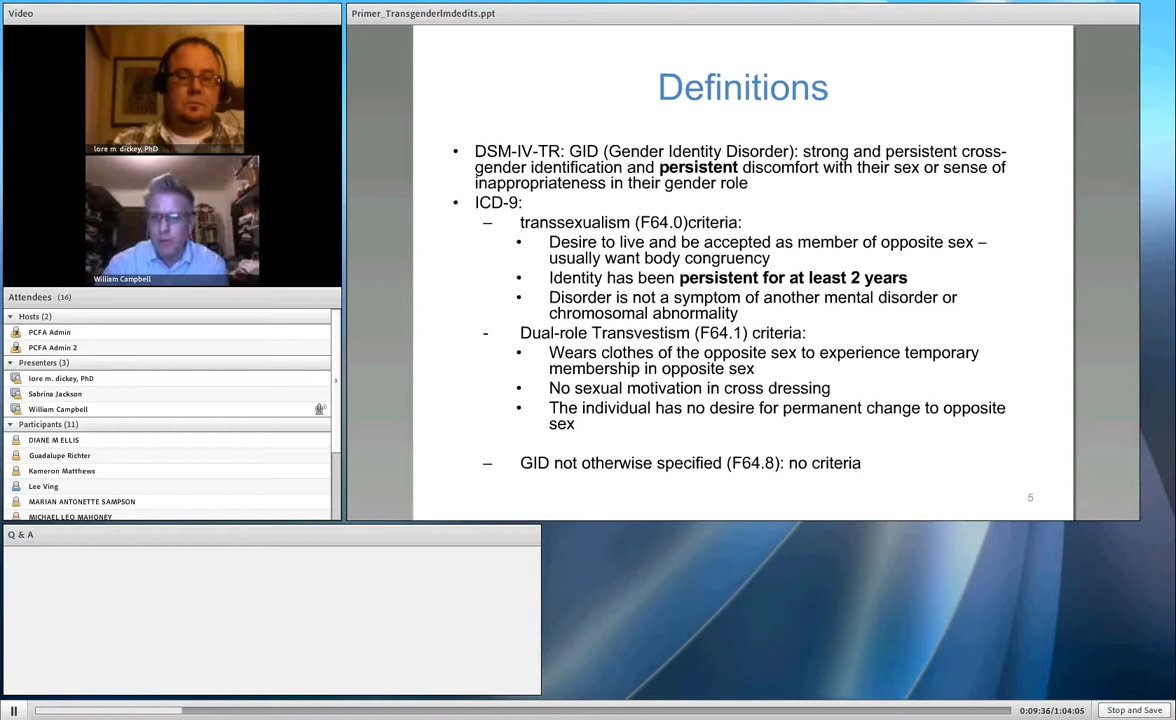 Video
lore m. dickey, PhD
William Campbell
Attendees (16)
Hosts (2)
PCFA Admin
PCFA Admin 2
Presenters (3)
lore m. dickey, PhD
Sabrina Jackson
William Campbell
Participants (11)
DIANE M ELLIS
Guadalupe Richter
Kameron Matthews
Lee Ving
MARIAN ANTONETTE SAMPSON
MICHAEL LEO MAHONEY
Primer_Transgenderlmdedits.ppt
Definitions
• DSM-IV-TR: GID (Gender Identity Disorder): strong and persistent cross-
gender identification and persistent discomfort with their sex or sense of
inappropriateness in their gender role
• ICD-9:
– transsexualism (F64.0)criteria:
• Desire to live and be accepted as member of opposite sex –
usually want body congruency
• Identity has been persistent for at least 2 years
• Disorder is not a symptom of another mental disorder or
chromosomal abnormality
- Dual-role Transvestism (F64.1) criteria:
• Wears clothes of the opposite sex to experience temporary
membership in opposite sex
• No sexual motivation in cross dressing
• The individual has no desire for permanent change to opposite
sex
– GID not otherwise specified (F64.8): no criteria
5
Q & A
0:09:36/1:04:05
Stop and Save